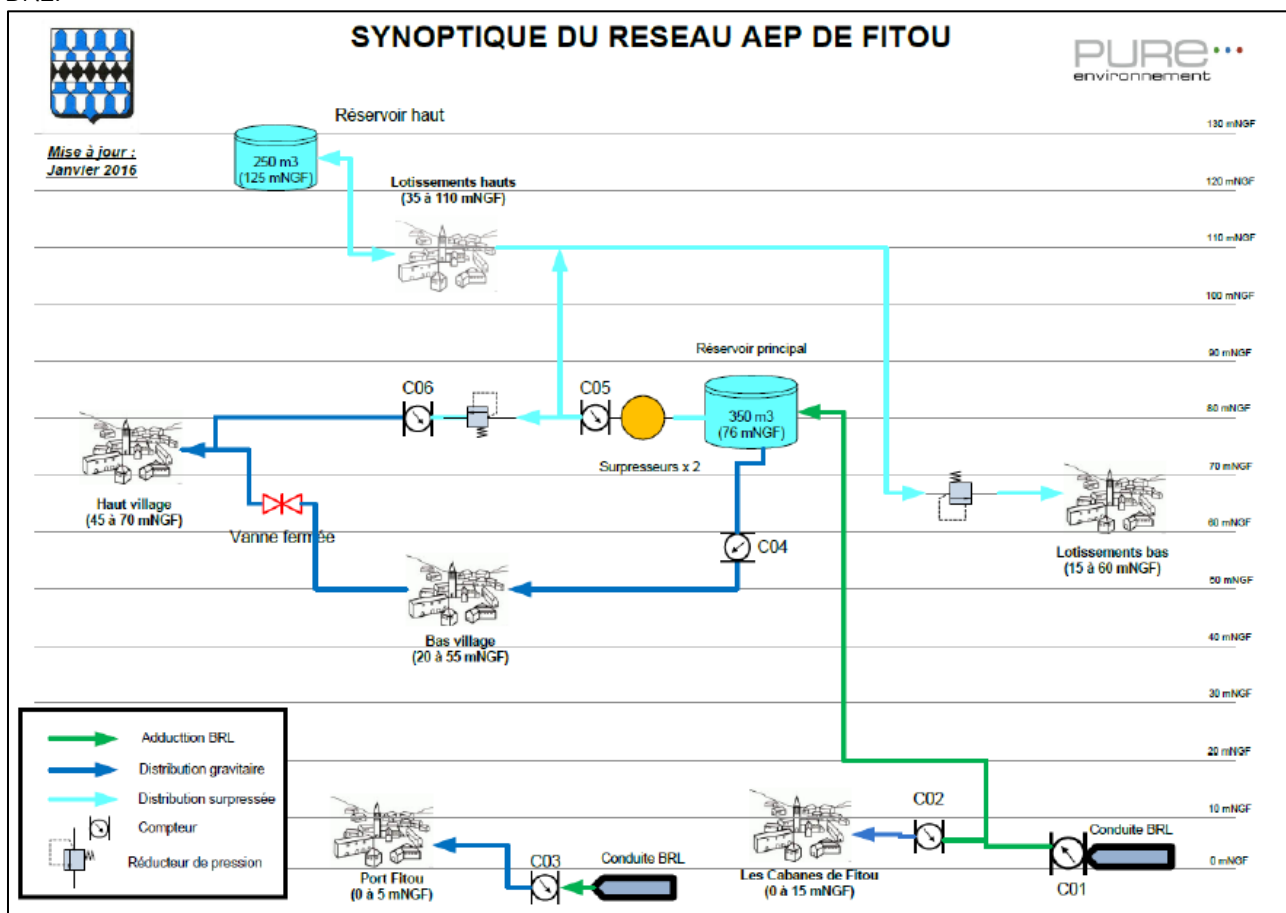 SYNOPTIQUE DU RESEAU AEP DE FITOU
PURE
environnement
Mise à jour :
Janvier 2016
Réservoir haut
130 mNGF
250 m3
(125 mNGF)
Lotissements hauts
(35 à 110 mNGF)
120 mNGF
110 mNGF
100 mNGF
Réservoir principal
90 mNGF
C06
C05
350 m3
(76 mNGF)
80 mNGF
Surpresseurs x 2
70 mNGF
Haut village
(45 à 70 mNGF)
Vanne fermée
C04
60 mNGF
Lotissements bas
(15 à 60 mNGF)
50 mNGF
Bas village
(20 à 55 mNGF)
40 mNGF
30 mNGF
Adducttion BRL
20 mNGF
Distribution gravitaire
Distribution surpressée
Compteur
Réducteur de pression
C02
10 mNGF
Conduite BRL
C03
Conduite BRL
0 mNGF
Port Fitou
(0 à 5 mNGF)
Les Cabanes de Fitou
(0 à 15 mNGF)
C01